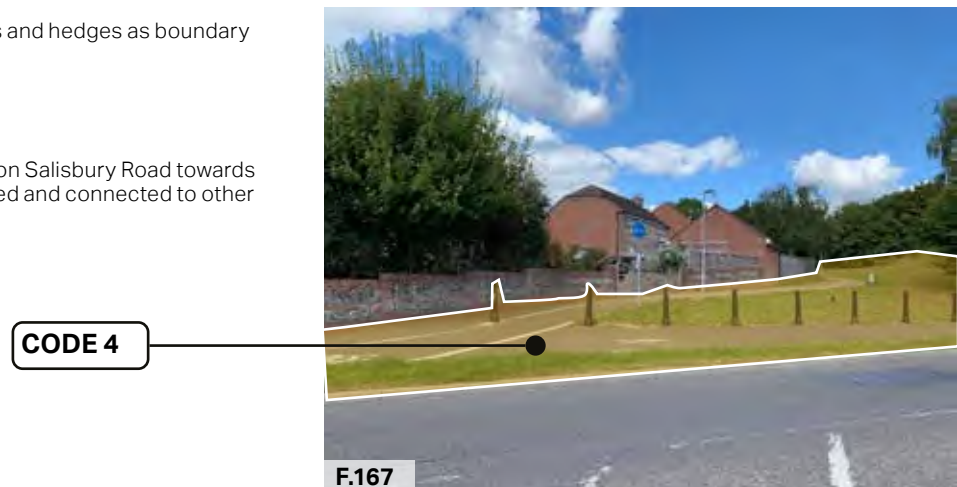 s and hedges as boundary
on Salisbury Road towards
ed and connected to other
CODE 4
F.167